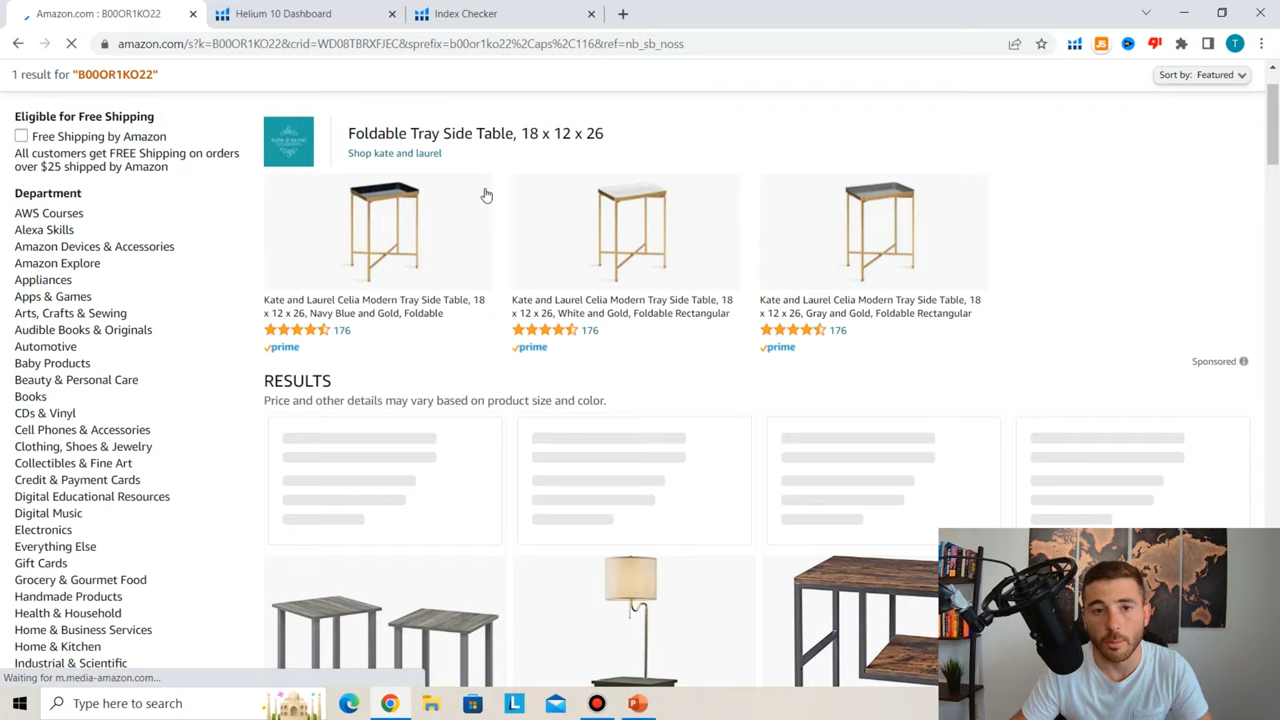 Amazon.com : B00OR1KO22
Helium 10 Dashboard
Index Checker
amazon.com/s?k=B00OR1KO22&crid=WD08TBRXFJEC&sprefix=b00or1ko22%2Caps%2C116&ref=nb_sb_noss
T
1 result for "B00OR1KO22"
Sort by: Featured
Eligible for Free Shipping
Free Shipping by Amazon
All customers get FREE Shipping on orders
over $25 shipped by Amazon
Department
AWS Courses
Alexa Skills
Amazon Devices & Accessories
Amazon Explore
Appliances
Apps & Games
Arts, Crafts & Sewing
Audible Books & Originals
Automotive
Baby Products
Beauty & Personal Care
Books
CDs & Vinyl
Cell Phones & Accessories
Clothing, Shoes & Jewelry
Collectibles & Fine Art
Credit & Payment Cards
Digital Educational Resources
Digital Music
Electronics
Everything Else
Gift Cards
Grocery & Gourmet Food
Handmade Products
Health & Household
Home & Business Services
Home & Kitchen
Industrial & Scientific
Foldable Tray Side Table, 18 x 12 x 26
Shop kate and laurel
Kate and Laurel Celia Modern Tray Side Table, 18
x 12 x 26, Navy Blue and Gold, Foldable
176
prime
Kate and Laurel Celia Modern Tray Side Table, 18
x 12 x 26, White and Gold, Foldable Rectangular
176
prime
Kate and Laurel Celia Modern Tray Side Table, 18
x 12 x 26, Gray and Gold, Foldable Rectangular
176
prime
Sponsored
RESULTS
Price and other details may vary based on product size and color.
Waiting for m.media-amazon.com...
Type here to search